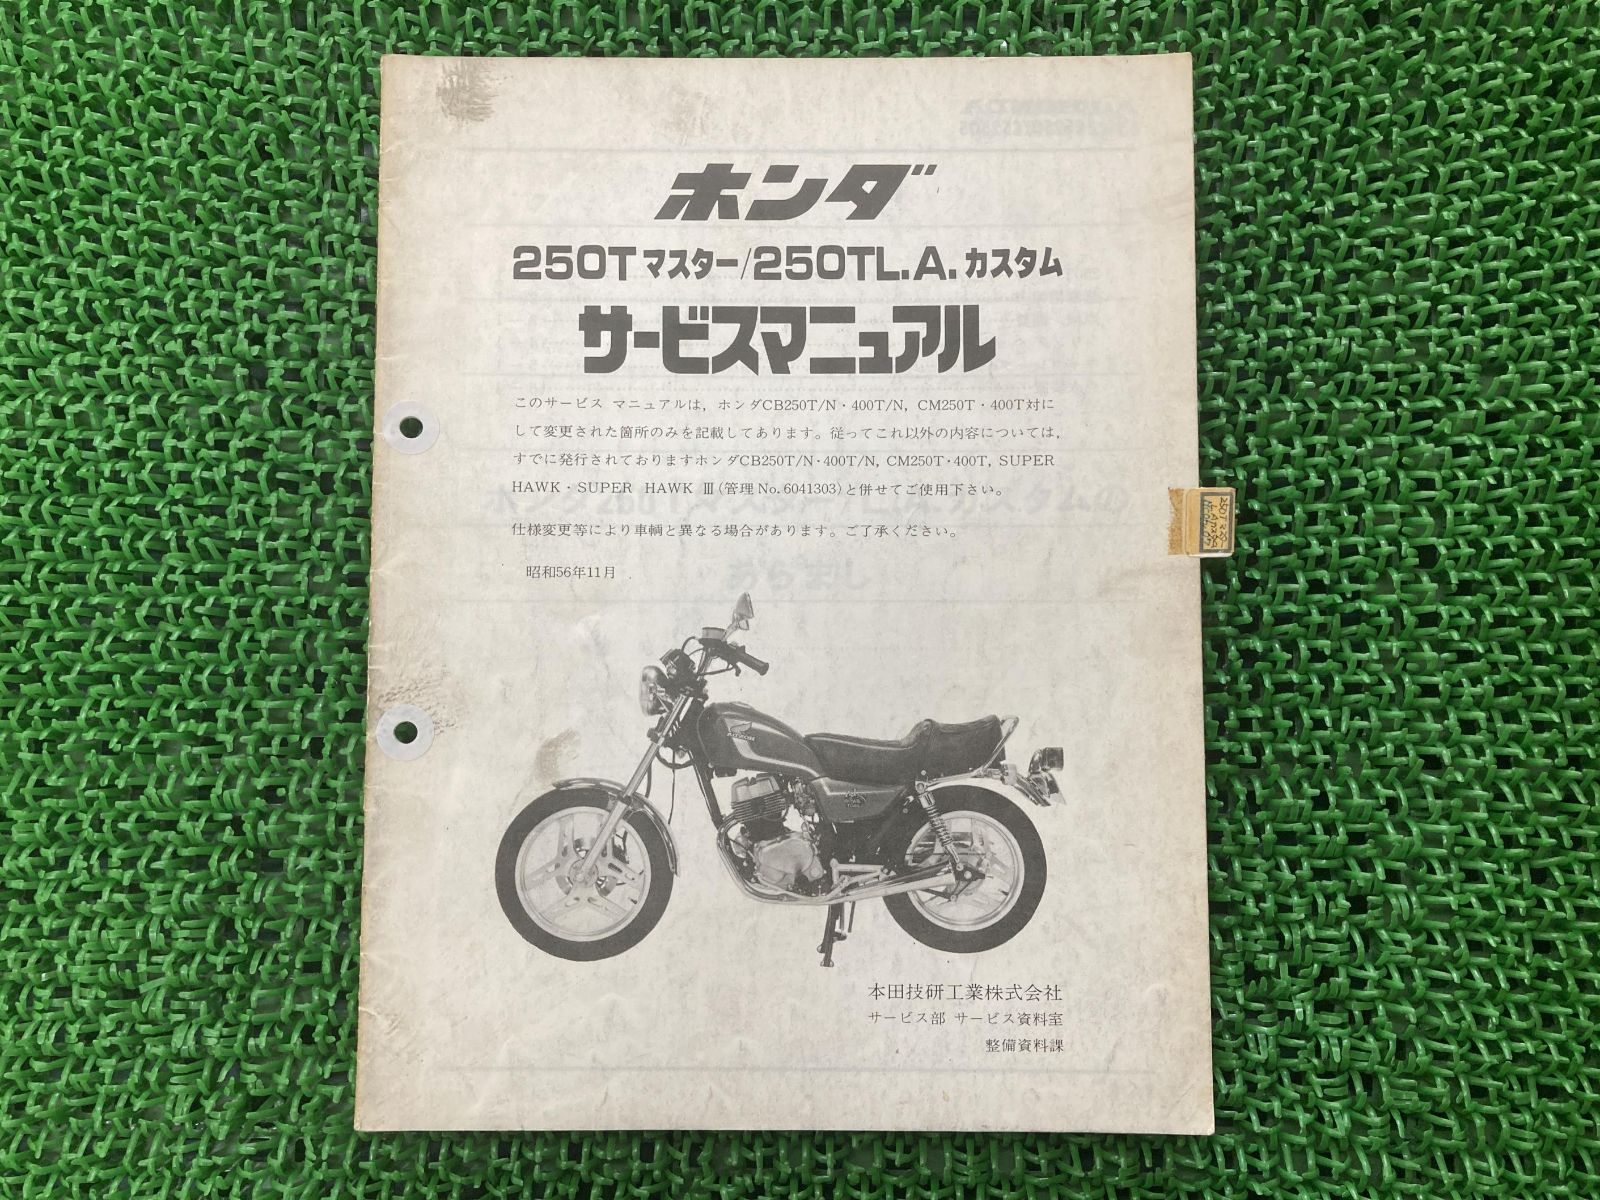 ホンダ
250Tマスター/250TL.A.カスタム
サービスマニュアル
このサービス マニュアルは，ホンダCB250T/N・400T/N，CM250T・400T対に
して変更された箇所のみを記載してあります。従ってこれ以外の内容については，
すでに発行されておりますホンダCB250T/N・400T/N，CM250T・400T，SUPER
HAWK・SUPER HAWK Ⅲ（管理No.6041303）と併せてご使用下さい。
仕様変更等により車輌と異なる場合があります。ご了承ください。
昭和56年11月
本田技研工業株式会社
サービス部 サービス資料室
整備資料課